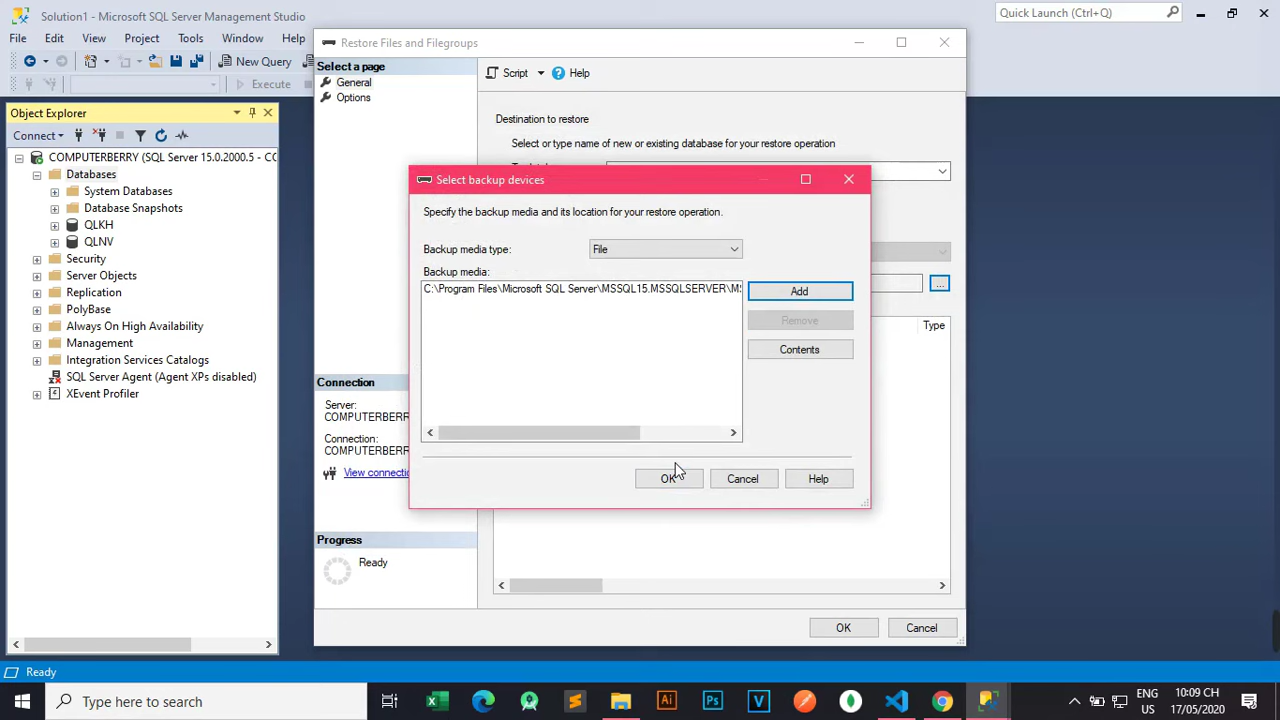 Solution1 - Microsoft SQL Server Management Studio
Quick Launch (Ctrl+Q)
File Edit View Project Tools Window Help
New Query
Execute
Object Explorer
Connect
COMPUTERBERRY (SQL Server 15.0.2000.5 - CO
Databases
System Databases
Database Snapshots
QLKH
QLNV
Security
Server Objects
Replication
PolyBase
Always On High Availability
Management
Integration Services Catalogs
SQL Server Agent (Agent XPs disabled)
XEvent Profiler
Restore Files and Filegroups
Select a page
General
Options
Script Help
Destination to restore
Select or type name of new or existing database for your restore operation
Type
Connection
Server:
COMPUTERBERR
Connection:
COMPUTERBERR
View connectio
Progress
Ready
OK Cancel
Select backup devices
Specify the backup media and its location for your restore operation.
Backup media type: File
Backup media:
C:\Program Files\Microsoft SQL Server\MSSQL15.MSSQLSERVER\MS
Add
Remove
Contents
OK Cancel Help
Ready
Type here to search
ENG
US
10:09 CH
17/05/2020